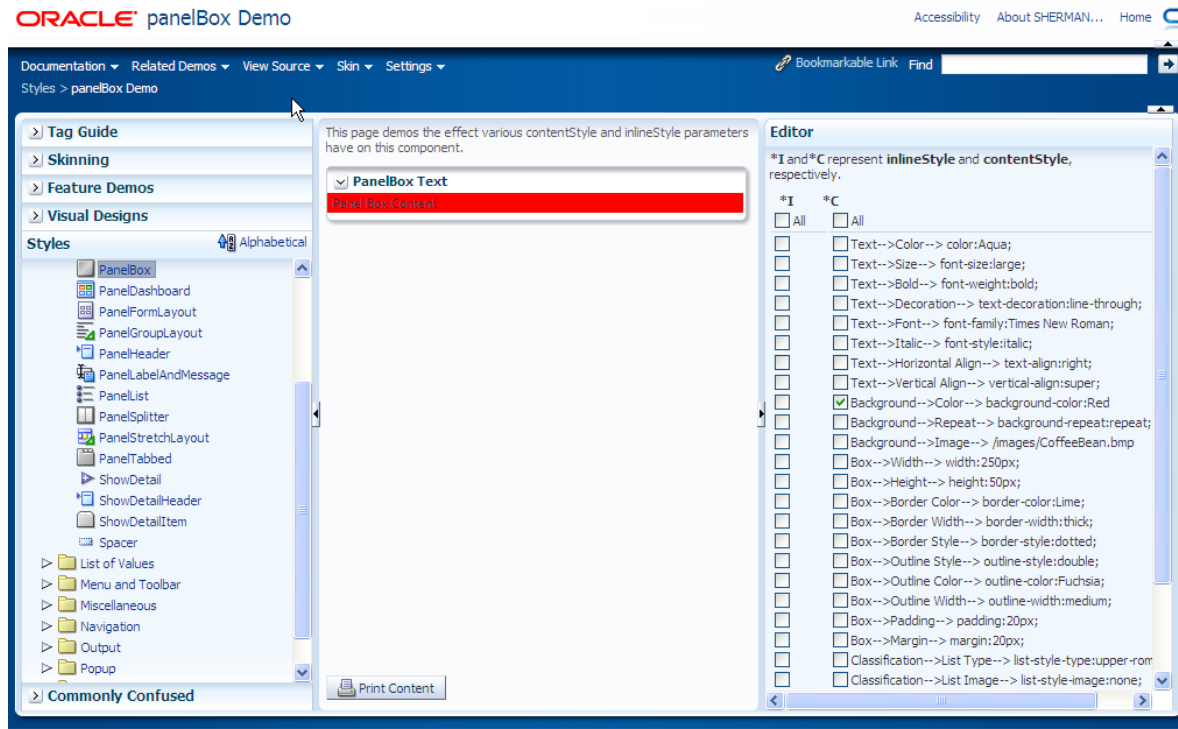 ORACLE panelBox Demo
Accessibility About SHERMAN... Home
Documentation Related Demos View Source Skin Settings
Bookmarkable Link Find
Styles > panelBox Demo
Tag Guide
Skinning
Feature Demos
Visual Designs
Styles Alphabetical
PanelBox
PanelDashboard
PanelFormLayout
PanelGroupLayout
PanelHeader
PanelLabelAndMessage
PanelList
PanelSplitter
PanelStretchLayout
PanelTabbed
ShowDetail
ShowDetailHeader
ShowDetailItem
Spacer
List of Values
Menu and Toolbar
Miscellaneous
Navigation
Output
Popup
Commonly Confused
This page demos the effect various contentStyle and inlineStyle parameters
have on this component.
PanelBox Text
Panel Box Content
Print Content
Editor
*I and *C represent inlineStyle and contentStyle,
respectively.
*I *C
All All
Text-->Color--> color:Aqua;
Text-->Size--> font-size:large;
Text-->Bold--> font-weight:bold;
Text-->Decoration--> text-decoration:line-through;
Text-->Font--> font-family:Times New Roman;
Text-->Italic--> font-style:italic;
Text-->Horizontal Align--> text-align:right;
Text-->Vertical Align--> vertical-align:super;
Background-->Color--> background-color:Red
Background-->Repeat--> background-repeat:repeat;
Background-->Image--> /images/CoffeeBean.bmp
Box-->Width--> width:250px;
Box-->Height--> height:50px;
Box-->Border Color--> border-color:Lime;
Box-->Border Width--> border-width:thick;
Box-->Border Style--> border-style:dotted;
Box-->Outline Style--> outline-style:double;
Box-->Outline Color--> outline-color:Fuchsia;
Box-->Outline Width--> outline-width:medium;
Box-->Padding--> padding:20px;
Box-->Margin--> margin:20px;
Classification-->List Type--> list-style-type:upper-rom
Classification-->List Image--> list-style-image:none;